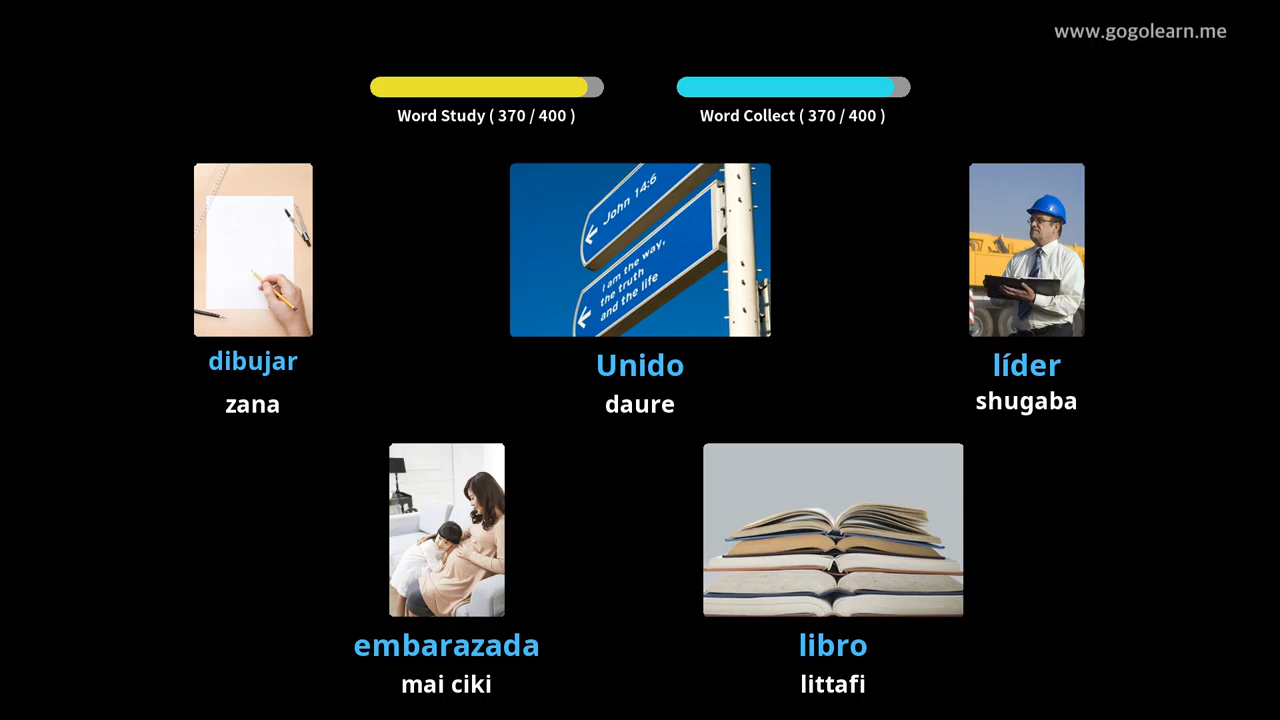 www.gogolearn.me
Word Study ( 370 / 400 )
Word Collect ( 370 / 400 )
John 14:6
I am the way,
the truth
and the life
dibujar
zana
Unido
daure
líder
shugaba
embarazada
mai ciki
libro
littafi